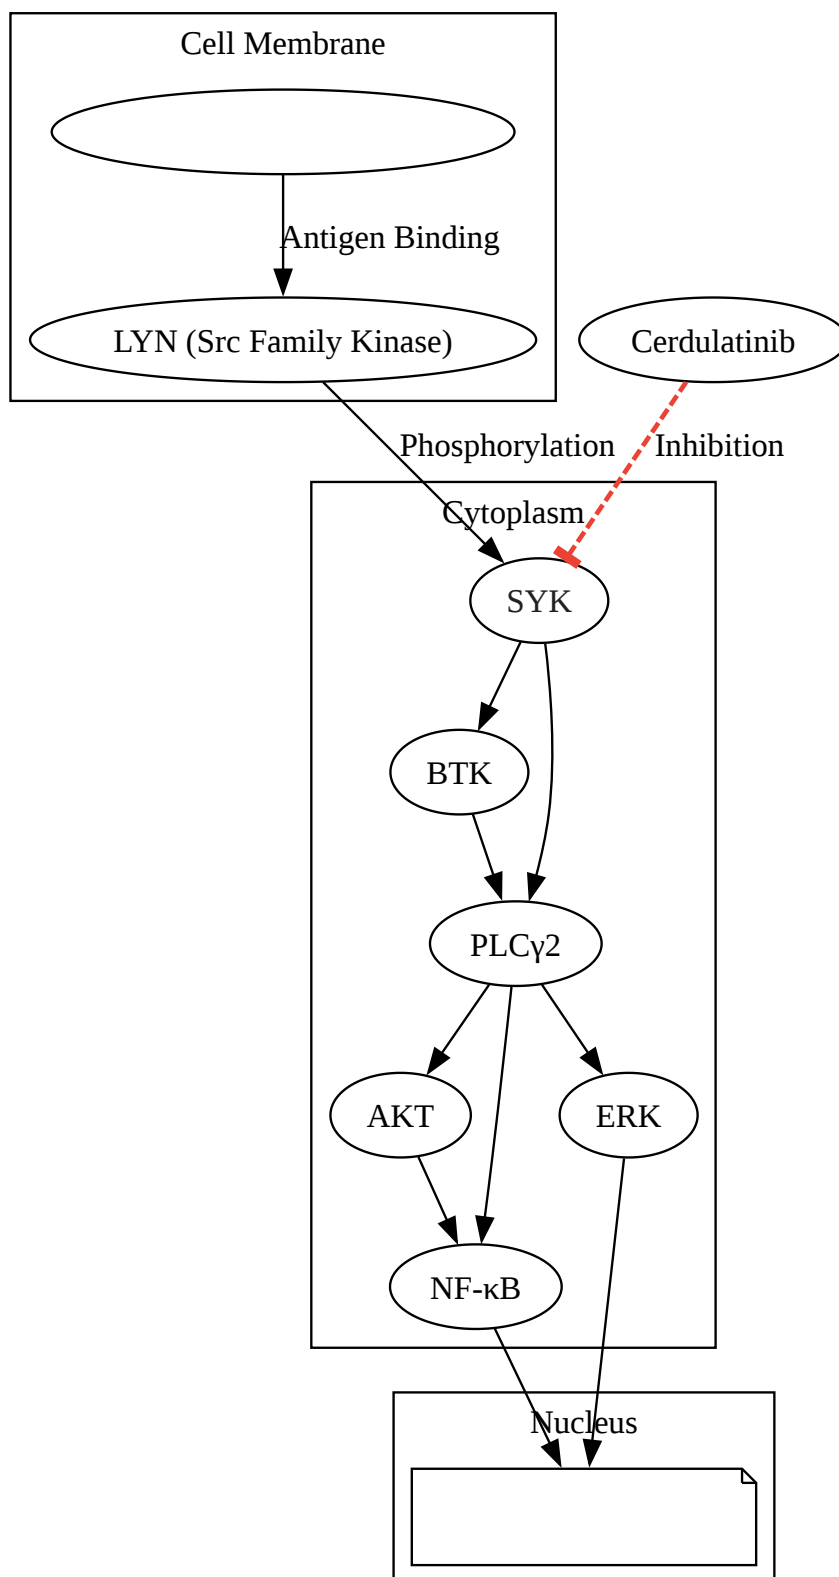 Cell Membrane
Antigen Binding
LYN (Src Family Kinase)
Cerdulatinib
Phosphorylation
Inhibition
Cytoplasm
SYK
BTK
PLCγ2
AKT
ERK
NF-κB
Nucleus